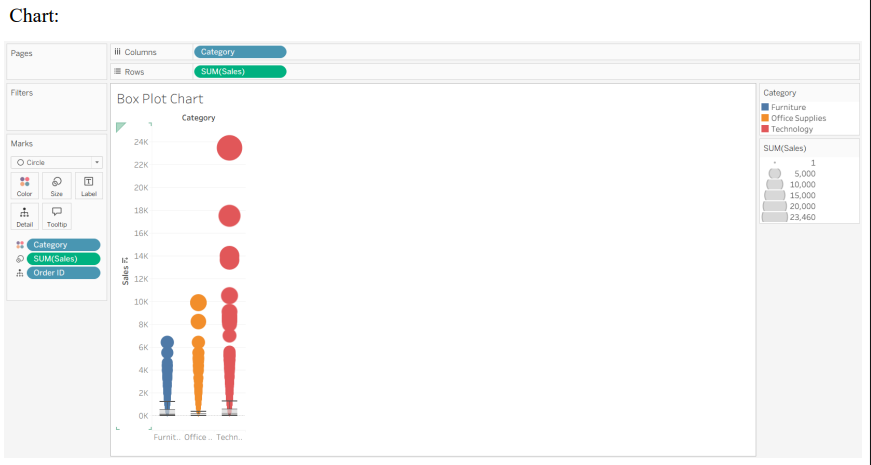 Chart:
Pages
Columns
Category
Rows
SUM(Sales)
Filters
Marks
Circle
Color
Size
Label
Detail
Tooltip
Category
SUM(Sales)
Order ID
Box Plot Chart
Category
24K
22K
20K
18K
16K
14K
12K
10K
8K
6K
4K
2K
0K
Sales
Furnit..
Office ..
Techn..
Category
Furniture
Office Supplies
Technology
SUM(Sales)
1
5,000
10,000
15,000
20,000
23,460